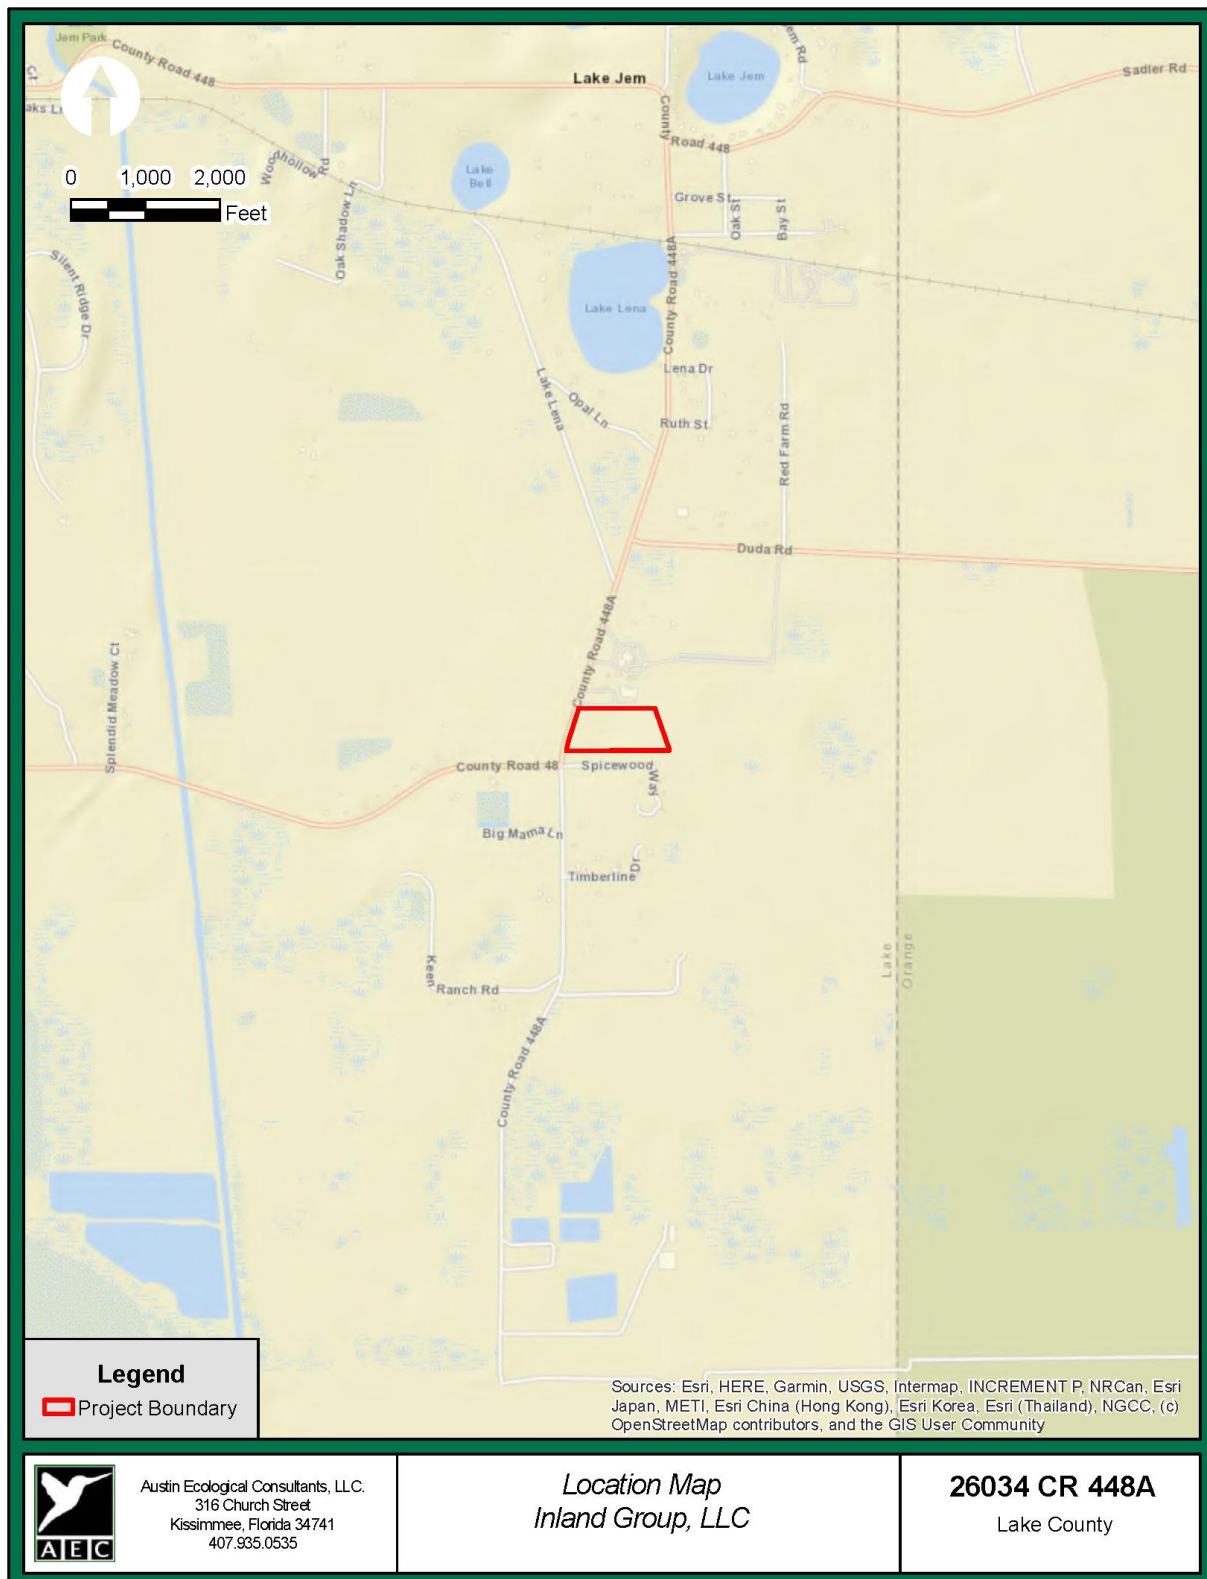 Jem Park
County Road 448
Lake Jem
Lake Jem
em Rd
Sadler Rd
Ct
aks L
0 1,000 2,000
Feet
Woo
dhollow
Rd
Oak Shadow Ln
Lake
Bell
County
Road 448
Grove St
Oak St
Bay St
Silent Ridge Dr
Lake Lena
County Road 448A
Lena Dr
Lake Lena
Opal Ln
Ruth St
Red Farm Rd
Duda Rd
County Road 448A
Splendid Meadow Ct
County Road 48
Spicewood
Way
Big Mama Ln
Timberline
Dr
Keen
Ranch Rd
Lake
Orange
County Road 448A
Legend
Project Boundary
Sources: Esri, HERE, Garmin, USGS, Intermap, INCREMENT P, NRCan, Esri
Japan, METI, Esri China (Hong Kong), Esri Korea, Esri (Thailand), NGCC, (c)
OpenStreetMap contributors, and the GIS User Community
AEC
Austin Ecological Consultants, LLC.
316 Church Street
Kissimmee, Florida 34741
407.935.0535
Location Map
Inland Group, LLC
26034 CR 448A
Lake County